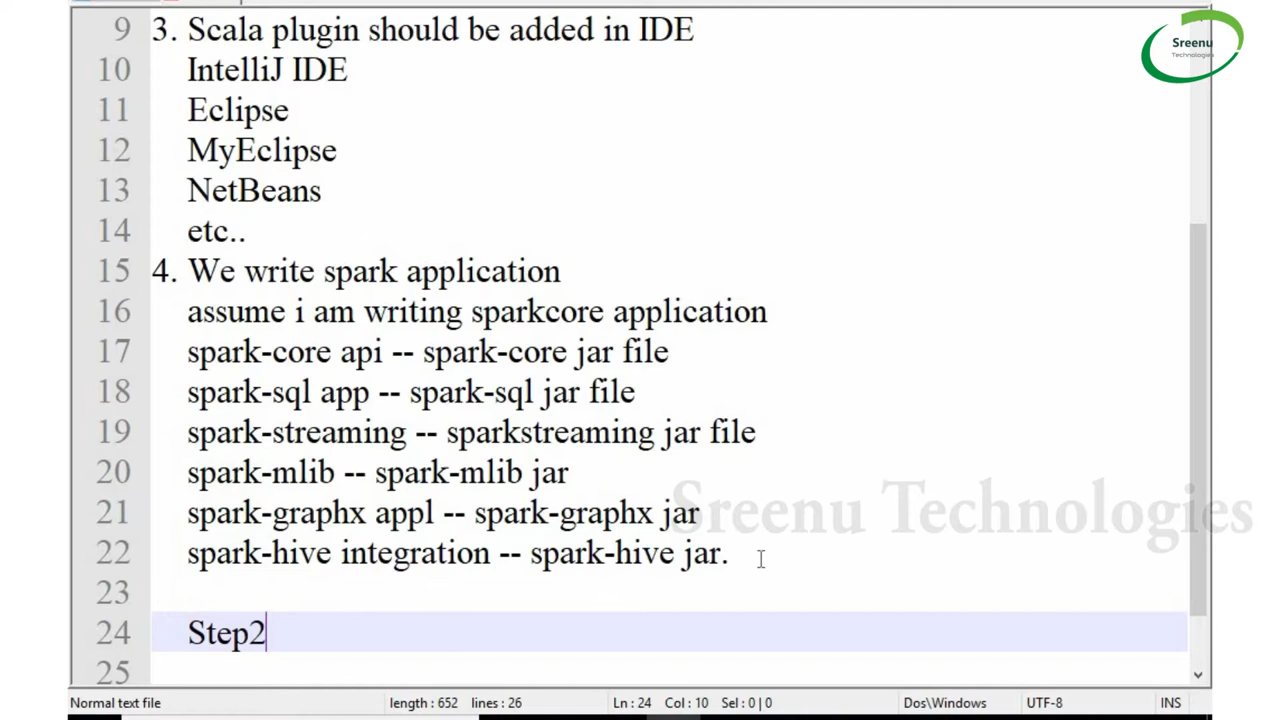 Sreenu
Technologies
9 3. Scala plugin should be added in IDE
10 IntelliJ IDE
11 Eclipse
12 MyEclipse
13 NetBeans
14 etc..
15 4. We write spark application
16 assume i am writing sparkcore application
17 spark-core api -- spark-core jar file
18 spark-sql app -- spark-sql jar file
19 spark-streaming -- sparkstreaming jar file
20 spark-mlib -- spark-mlib jar
21 spark-graphx appl -- spark-graphx jar
Sreenu Technologies
22 spark-hive integration -- spark-hive jar.
23
24 Step2
25
Normal text file length : 652 lines : 26 Ln : 24 Col : 10 Sel : 0 | 0 Dos\Windows UTF-8 INS